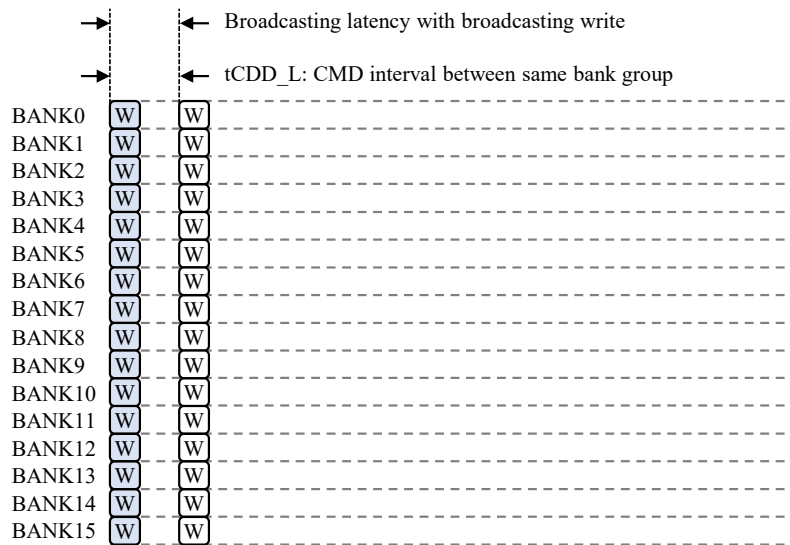 Broadcasting latency with broadcasting write
tCDD_L: CMD interval between same bank group
BANK0 W W
BANK1 W W
BANK2 W W
BANK3 W W
BANK4 W W
BANK5 W W
BANK6 W W
BANK7 W W
BANK8 W W
BANK9 W W
BANK10 W W
BANK11 W W
BANK12 W W
BANK13 W W
BANK14 W W
BANK15 W W